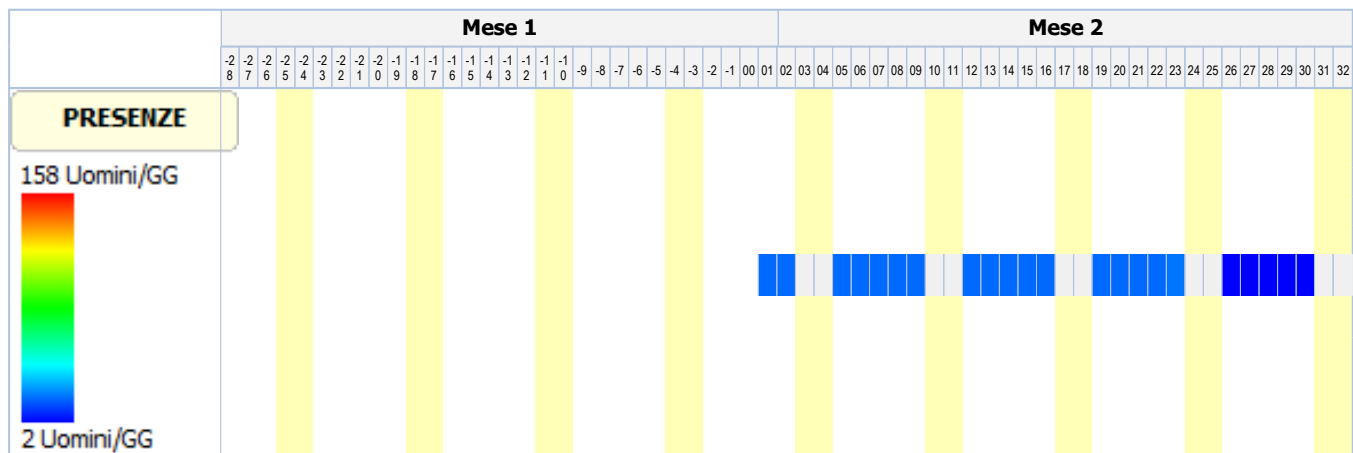 Mese 1 Mese 2
-28 -27 -26 -25 -24 -23 -22 -21 -20 -19 -18 -17 -16 -15 -14 -13 -12 -11 -10 -9 -8 -7 -6 -5 -4 -3 -2 -1 00 01 02 03 04 05 06 07 08 09 10 11 12 13 14 15 16 17 18 19 20 21 22 23 24 25 26 27 28 29 30 31 32
PRESENZE
158 Uomini/GG
2 Uomini/GG